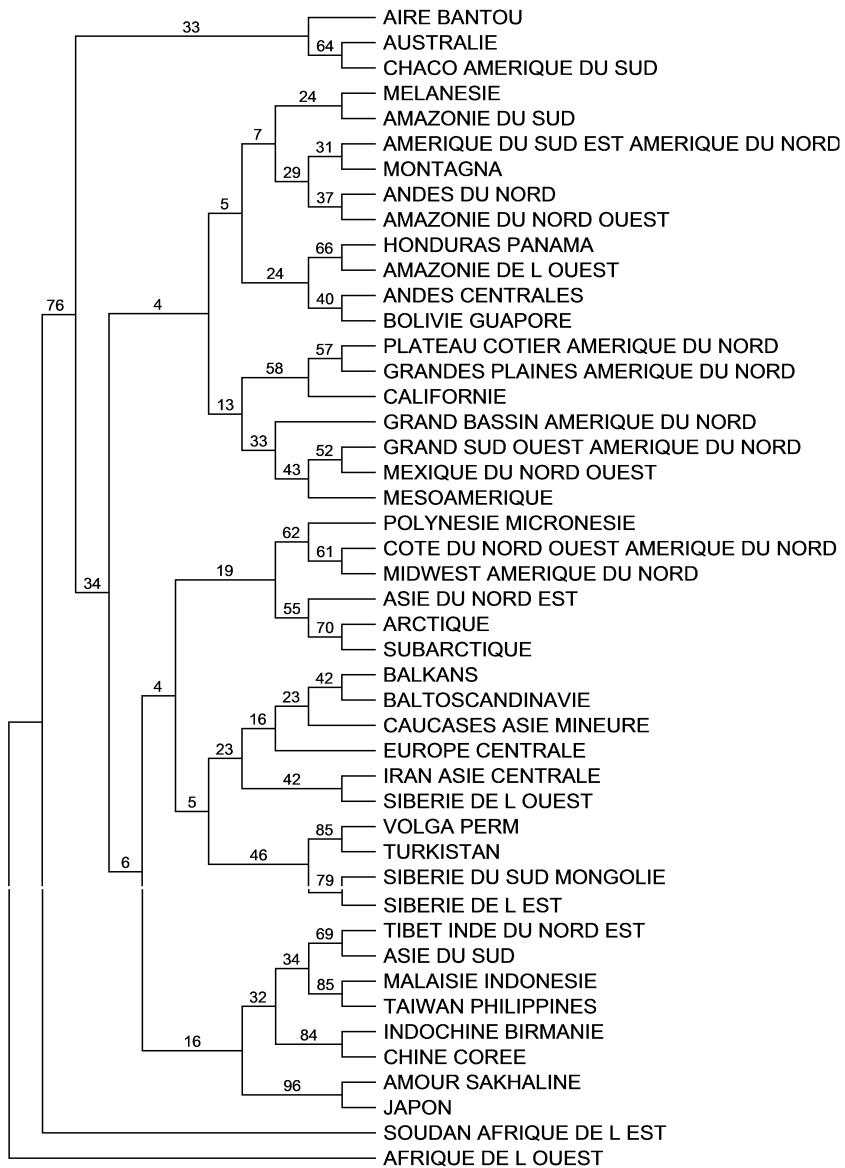 AIRE BANTOU
33
AUSTRALIE
64
CHACO AMERIQUE DU SUD
MELANESIE
24
AMAZONIE DU SUD
7
AMERIQUE DU SUD EST AMERIQUE DU NORD
31
MONTAGNA
29
ANDES DU NORD
37
5
AMAZONIE DU NORD OUEST
HONDURAS PANAMA
66
AMAZONIE DE L OUEST
24
ANDES CENTRALES
40
76
4
BOLIVIE GUAPORE
PLATEAU COTIER AMERIQUE DU NORD
57
58
GRANDES PLAINES AMERIQUE DU NORD
CALIFORNIE
13
GRAND BASSIN AMERIQUE DU NORD
33
GRAND SUD OUEST AMERIQUE DU NORD
52
43
MEXIQUE DU NORD OUEST
MESOAMERIQUE
POLYNESIE MICRONESIE
62
COTE DU NORD OUEST AMERIQUE DU NORD
61
19
MIDWEST AMERIQUE DU NORD
34
ASIE DU NORD EST
55
ARCTIQUE
70
SUBARCTIQUE
BALKANS
42
4
23
BALTOSCANDINAVIE
16
CAUCASES ASIE MINEURE
23
EUROPE CENTRALE
IRAN ASIE CENTRALE
42
5
SIBERIE DE L OUEST
VOLGA PERM
85
46
TURKISTAN
6
SIBERIE DU SUD MONGOLIE
79
SIBERIE DE L EST
TIBET INDE DU NORD EST
69
34
ASIE DU SUD
MALAISIE INDONESIE
85
32
TAIWAN PHILIPPINES
INDOCHINE BIRMANIE
84
16
CHINE COREE
AMOUR SAKHALINE
96
JAPON
SOUDAN AFRIQUE DE L EST
AFRIQUE DE L OUEST